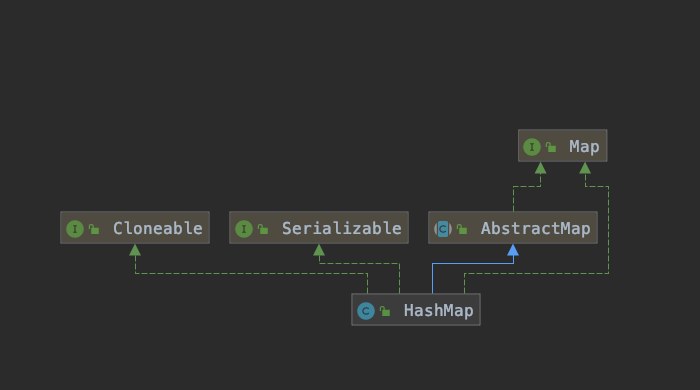 I Map
I Cloneable
I Serializable
C AbstractMap
C HashMap